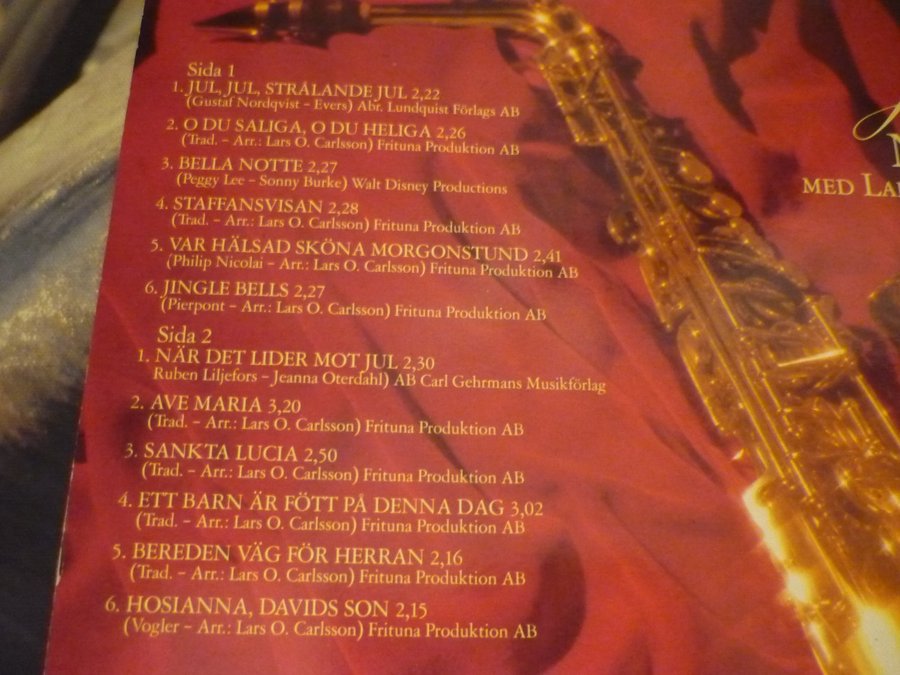 Sida 1
1. JUL, JUL, STRÅLANDE JUL 2,22
(Gustaf Nordqvist – Evers) Abr. Lundquist Förlags AB
2. O DU SALIGA, O DU HELIGA 2,26
(Trad. – Arr.: Lars O. Carlsson) Frituna Produktion AB
3. BELLA NOTTE 2,27
(Peggy Lee – Sonny Burke) Walt Disney Productions
4. STAFFANSVISAN 2,28
(Trad – Arr.: Lars O. Carlsson) Frituna Produktion AB
5. VAR HÄLSAD SKÖNA MORGONSTUND 2,41
(Philip Nicolai – Arr.: Lars O. Carlsson) Frituna Produktion AB
6. JINGLE BELLS 2,27
(Pierpont – Arr.: Lars O. Carlsson) Frituna Produktion AB
Sida 2
1. NÄR DET LIDER MOT JUL 2,30
Ruben Liljefors – Jeanna Oterdahl) AB Carl Gehrmans Musikförlag
2. AVE MARIA 3,20
(Trad. – Arr.: Lars O. Carlsson) Frituna Produktion AB
3. SANKTA LUCIA 2,50
(Trad. – Arr.: Lars O. Carlsson) Frituna Produktion AB
4. ETT BARN ÄR FÖTT PÅ DENNA DAG 3,02
(Trad. – Arr.: Lars O. Carlsson) Frituna Produktion AB
5. BEREDEN VÄG FÖR HERRAN 2,16
(Trad. – Arr.: Lars O. Carlsson) Frituna Produktion AB
6. HOSIANNA, DAVIDS SON 2,15
(Vogler – Arr.: Lars O. Carlsson) Frituna Produktion AB
MED